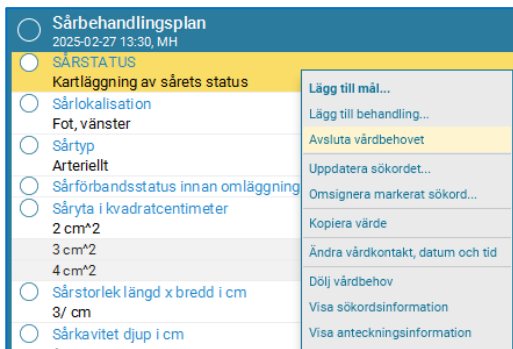 Sårbehandlingsplan
2025-02-27 13:30, MH
SÅRSTATUS
Kartläggning av sårets status
Sårlokalisation
Fot, vänster
Sårtyp
Arteriellt
Sårförbandsstatus innan omläggning
Såryta i kvadratcentimeter
2 cm^2
3 cm^2
4 cm^2
Sårstorlek längd x bredd i cm
3/ cm
Sårkavitet djup i cm
Lägg till mål...
Lägg till behandling...
Avsluta vårdbehovet
Uppdatera sökordet...
Omsignera markerat sökord...
Kopiera värde
Ändra vårdkontakt, datum och tid
Dölj vårdbehov
Visa sökordsinformation
Visa anteckningsinformation